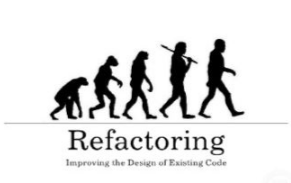 Refactoring
Improving the Design of Existing Code